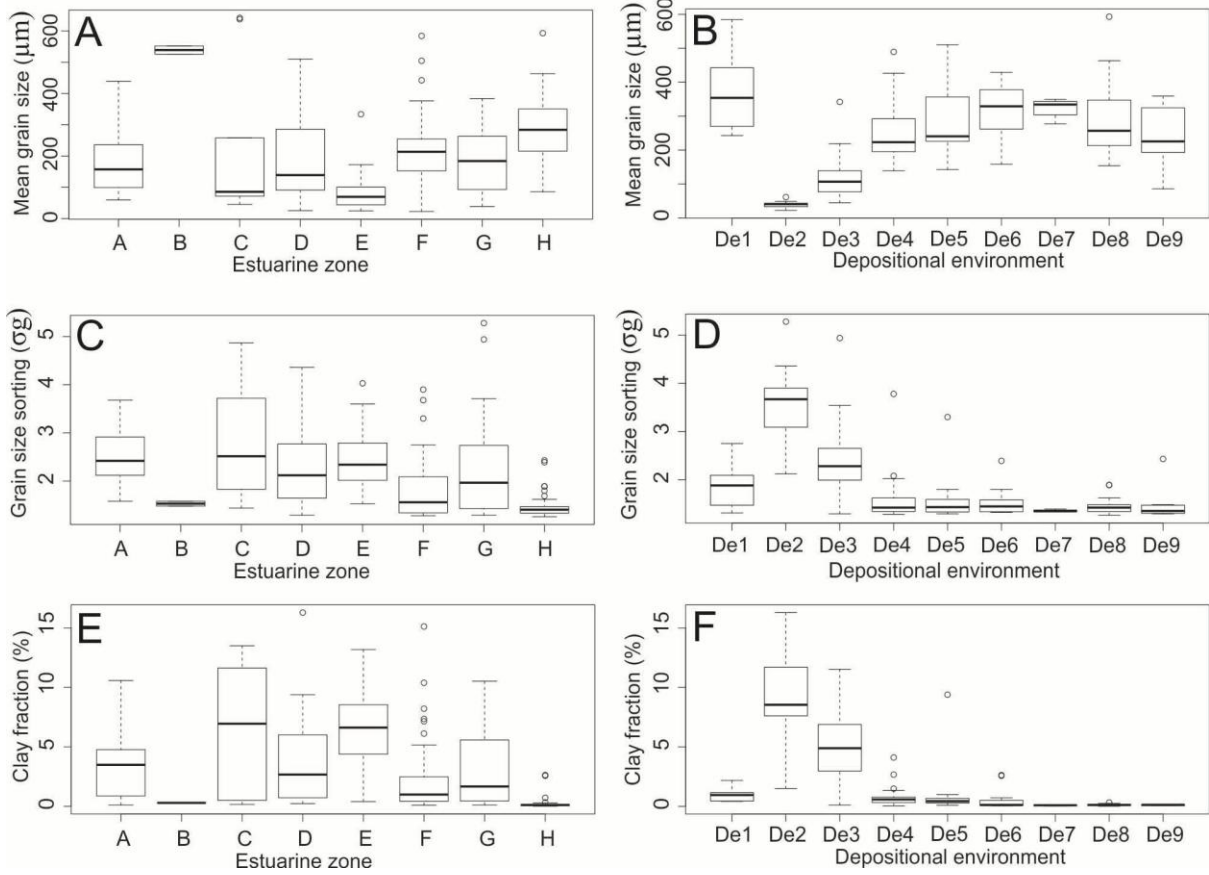 A
Mean grain size (μm)
0 200 400 600
A B C D E F G H
Estuarine zone
B
Mean grain size (μm)
0 200 400 600
De1 De2 De3 De4 De5 De6 De7 De8 De9
Depositional environment
C
Grain size sorting (σg)
2 3 4 5
A B C D E F G H
Estuarine zone
D
Grain size sorting (σg)
2 3 4 5
De1 De2 De3 De4 De5 De6 De7 De8 De9
Depositional environment
E
Clay fraction (%)
0 5 10 15
A B C D E F G H
Estuarine zone
F
Clay fraction (%)
0 5 10 15
De1 De2 De3 De4 De5 De6 De7 De8 De9
Depositional environment